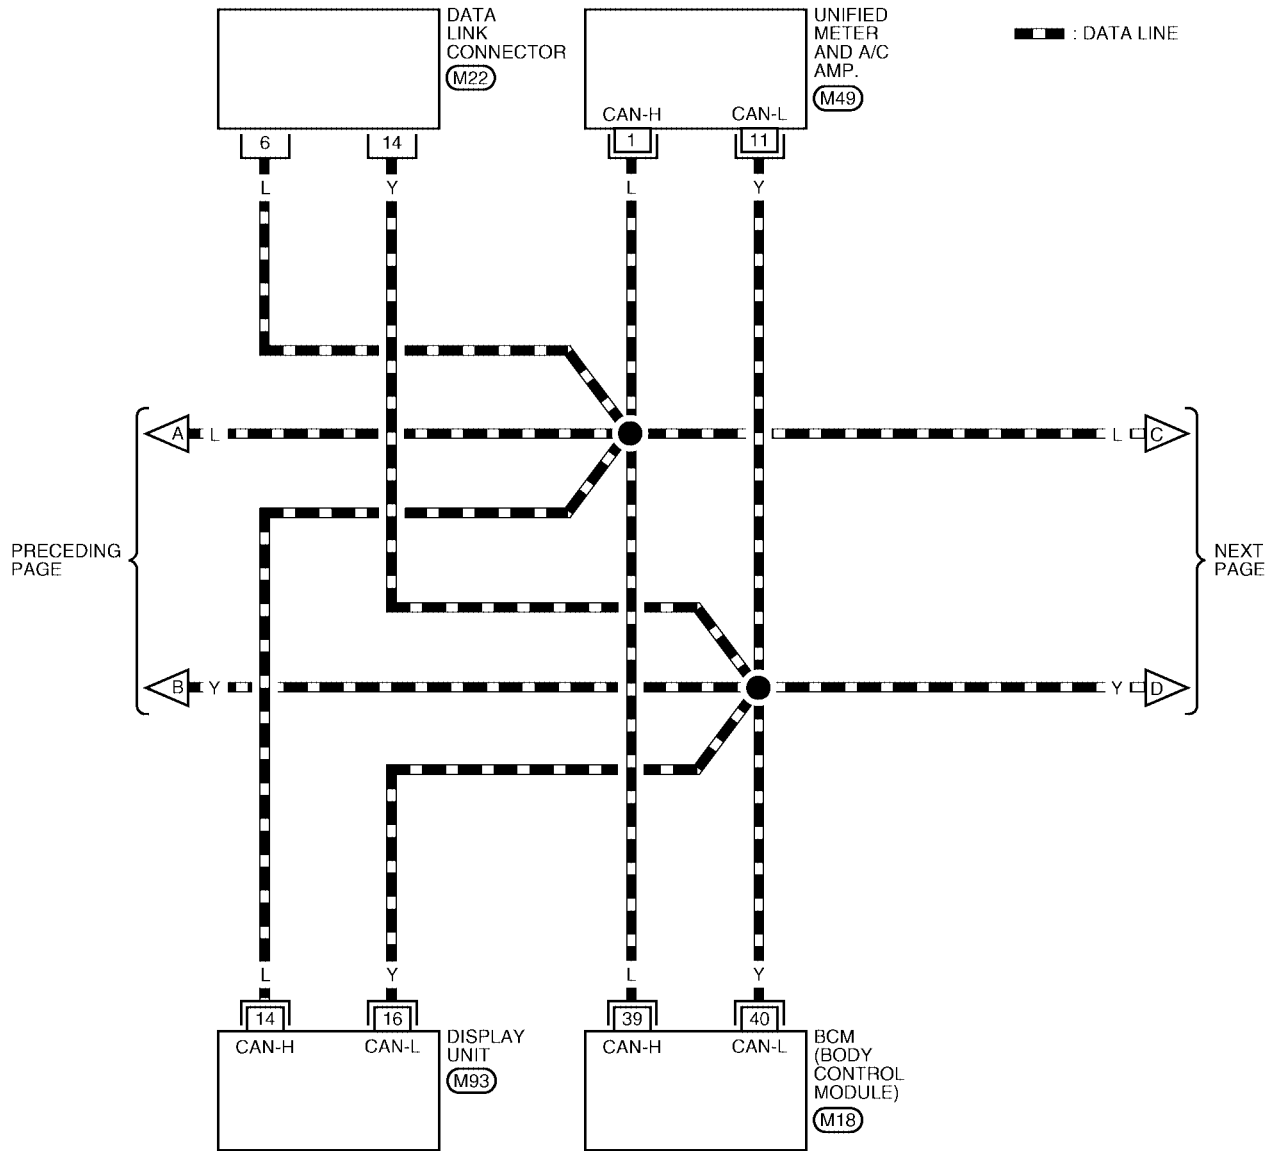 DATA
LINK
CONNECTOR
M22
UNIFIED
METER
AND A/C
AMP.
M49
: DATA LINE
CAN-H
CAN-L
6
14
1
11
L
Y
L
Y
A
L
L
C
PRECEDING
PAGE
NEXT
PAGE
B
Y
Y
D
L
Y
L
Y
14
16
39
40
CAN-H
CAN-L
DISPLAY
UNIT
M93
CAN-H
CAN-L
BCM
(BODY
CONTROL
MODULE)
M18